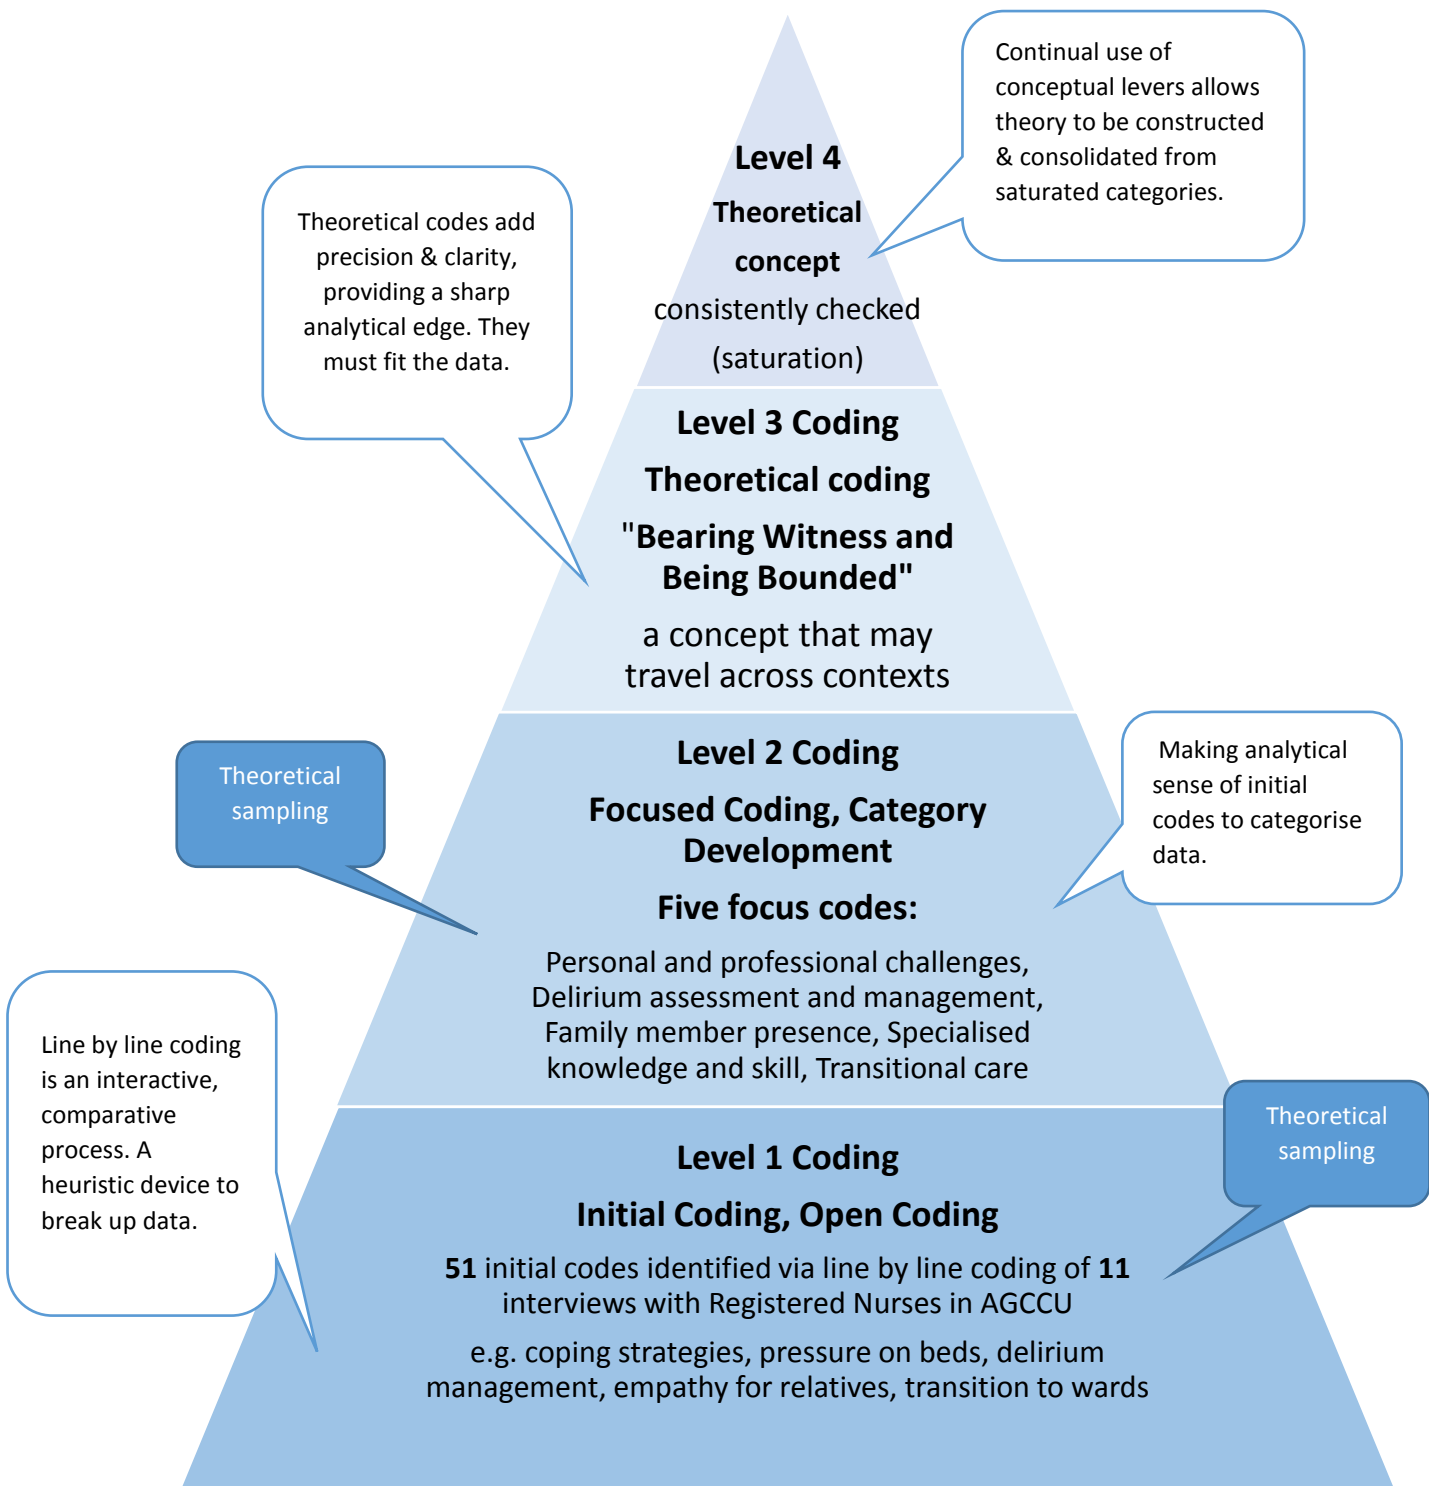 Continual use of
conceptual levers allows
theory to be constructed
& consolidated from
saturated categories.
Level 4
Theoretical
concept
consistently checked
(saturation)
Theoretical codes add
precision & clarity,
providing a sharp
analytical edge. They
must fit the data.
Level 3 Coding
Theoretical coding
"Bearing Witness and
Being Bounded"
a concept that may
travel across contexts
Theoretical
sampling
Level 2 Coding
Focused Coding, Category
Development
Five focus codes:
Personal and professional challenges,
Delirium assessment and management,
Family member presence, Specialised
knowledge and skill, Transitional care
Making analytical
sense of initial
codes to categorise
data.
Line by line coding
is an interactive,
comparative
process. A
heuristic device to
break up data.
Level 1 Coding
Initial Coding, Open Coding
51 initial codes identified via line by line coding of 11
interviews with Registered Nurses in AGCCU
e.g. coping strategies, pressure on beds, delirium
management, empathy for relatives, transition to wards
Theoretical
sampling